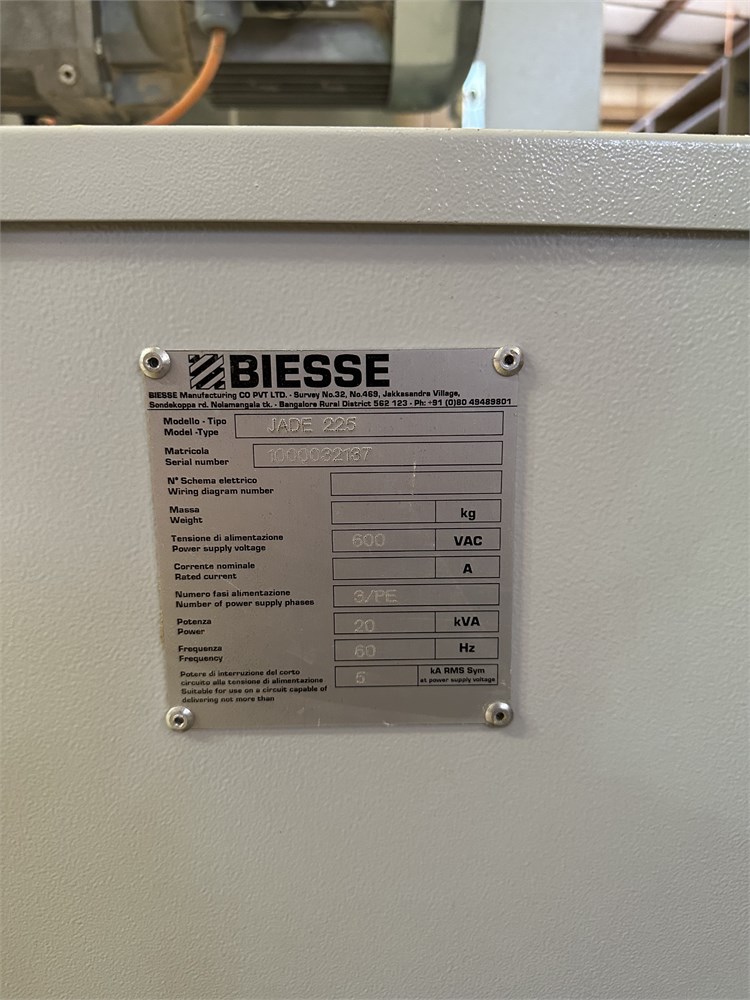 BIESSE
BIESSE Manufacturing CO PVT LTD. - Survey No.32, No.469, Jakkasandra Village,
Sondekoppa rd. Nelamangala tk. - Bangalore Rural District 562 123 - Ph: +91 (0)80 49489801
Modello - Tipo
Model -Type
JADE 225
Matricola
Serial number
1000032137
N° Schema elettrico
Wiring diagram number
Massa
Weight
kg
Tensione di alimentazione
Power supply voltage
600 VAC
Corrente nominale
Rated current
A
Numero fasi alimentazione
Number of power supply phases
3/PE
Potenza
Power
20 kVA
Frequenza
Frequency
60 Hz
Potere di interruzione del corto
circuito alla tensione di alimentazione
Suitable for use on a circuit capable of
delivering not more than
5
kA RMS Sym
at power supply voltage